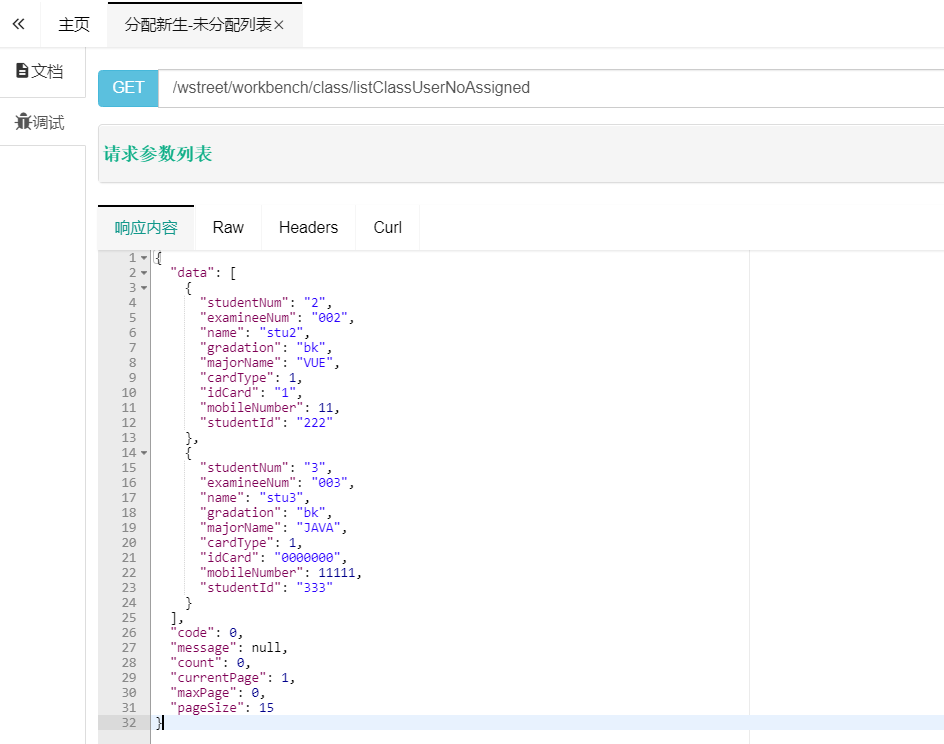 主页 分配新生-未分配列表×
文档
调试
GET /wstreet/workbench/class/listClassUserNoAssigned
请求参数列表
响应内容 Raw Headers Curl
1 {
2 "data": [
3 {
4 "studentNum": "2",
5 "examineeNum": "002",
6 "name": "stu2",
7 "gradation": "bk",
8 "majorName": "VUE",
9 "cardType": 1,
10 "idCard": "1",
11 "mobileNumber": 11,
12 "studentId": "222"
13 },
14 {
15 "studentNum": "3",
16 "examineeNum": "003",
17 "name": "stu3",
18 "gradation": "bk",
19 "majorName": "JAVA",
20 "cardType": 1,
21 "idCard": "0000000",
22 "mobileNumber": 11111,
23 "studentId": "333"
24 }
25 ],
26 "code": 0,
27 "message": null,
28 "count": 0,
29 "currentPage": 1,
30 "maxPage": 0,
31 "pageSize": 15
32 }